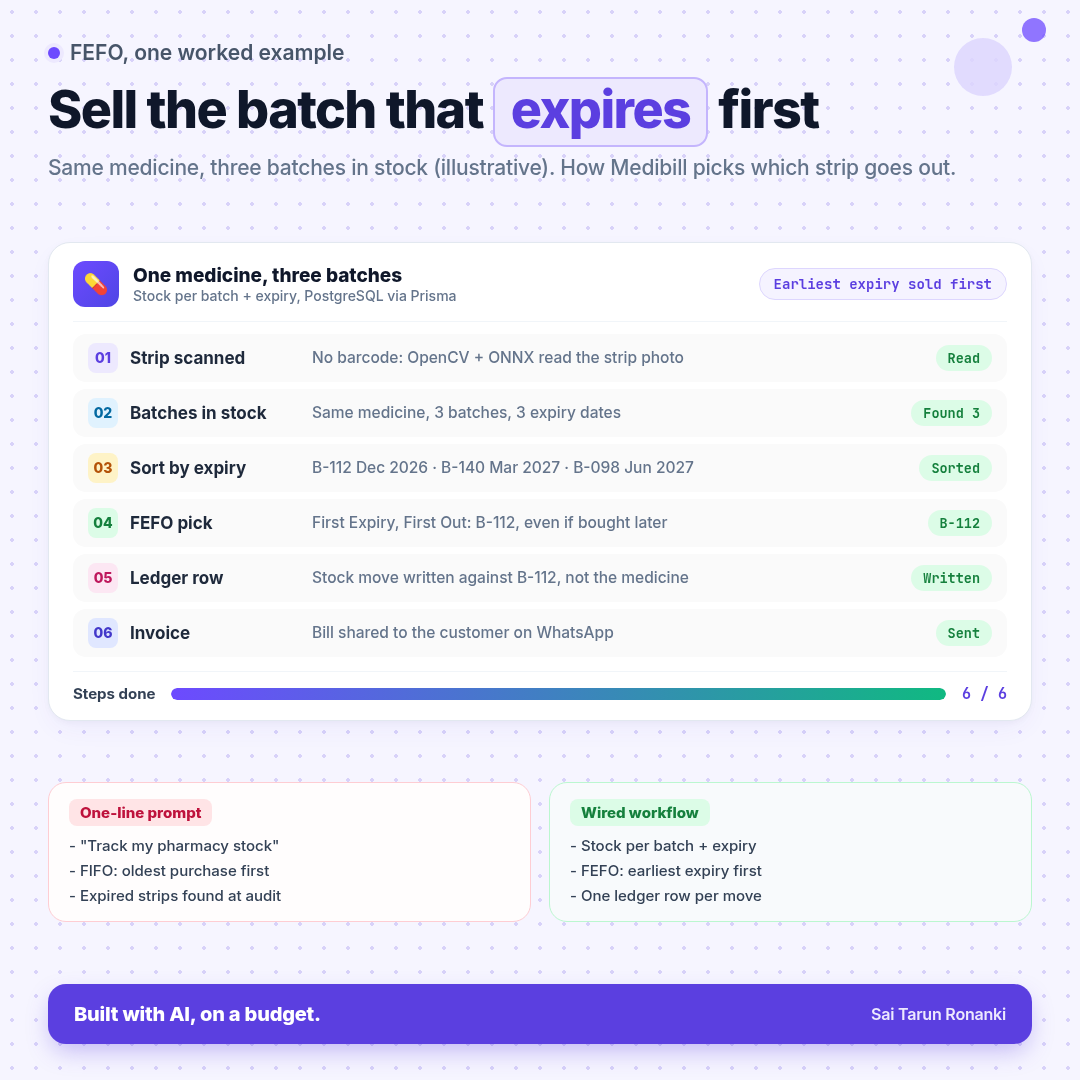 FEFO, one worked example
Sell the batch that expires first
Same medicine, three batches in stock (illustrative). How Medibill picks which strip goes out.
One medicine, three batches
Stock per batch + expiry, PostgreSQL via Prisma
Earliest expiry sold first
01 Strip scanned No barcode: OpenCV + ONNX read the strip photo Read
02 Batches in stock Same medicine, 3 batches, 3 expiry dates Found 3
03 Sort by expiry B-112 Dec 2026 · B-140 Mar 2027 · B-098 Jun 2027 Sorted
04 FEFO pick First Expiry, First Out: B-112, even if bought later B-112
05 Ledger row Stock move written against B-112, not the medicine Written
06 Invoice Bill shared to the customer on WhatsApp Sent
Steps done 6 / 6
One-line prompt
- "Track my pharmacy stock"
- FIFO: oldest purchase first
- Expired strips found at audit
Wired workflow
- Stock per batch + expiry
- FEFO: earliest expiry first
- One ledger row per move
Built with AI, on a budget.
Sai Tarun Ronanki